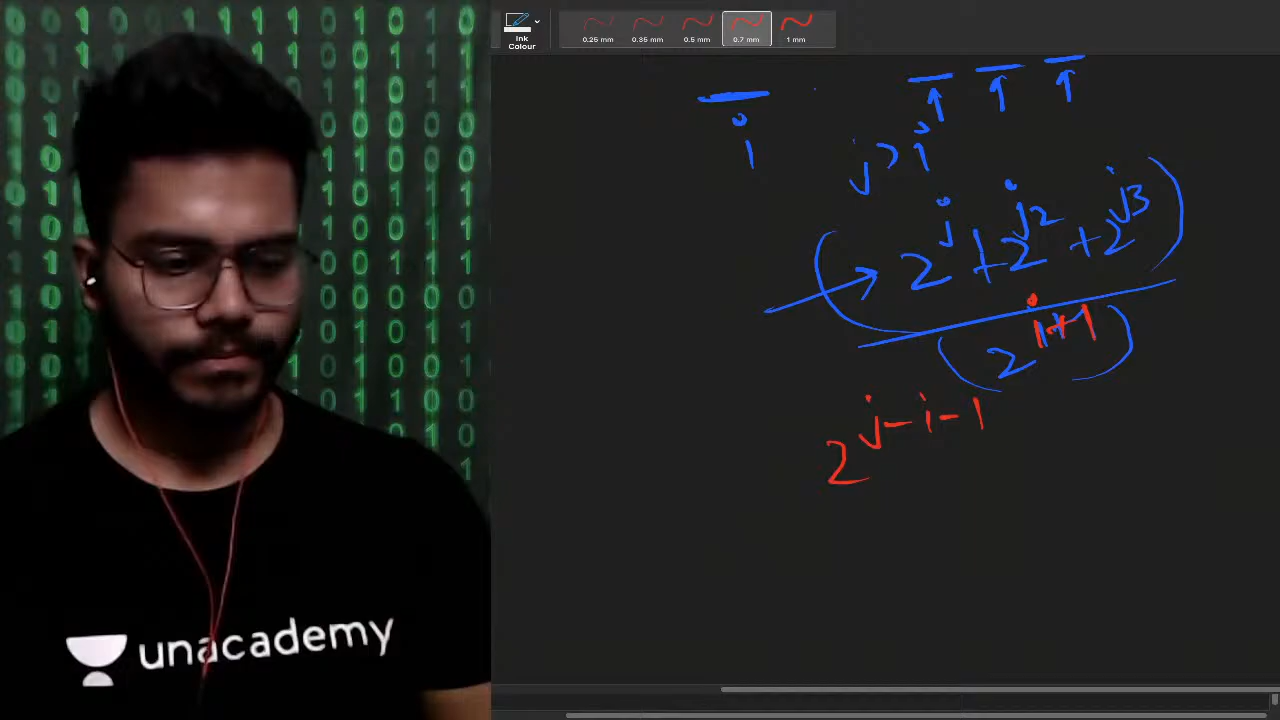 Ink
Colour
0.25 mm 0.35 mm 0.5 mm 0.7 mm 1 mm
i
j > i
2^j + 2^j2 + 2^j3
2^i+1
2^j-i-1
unacademy